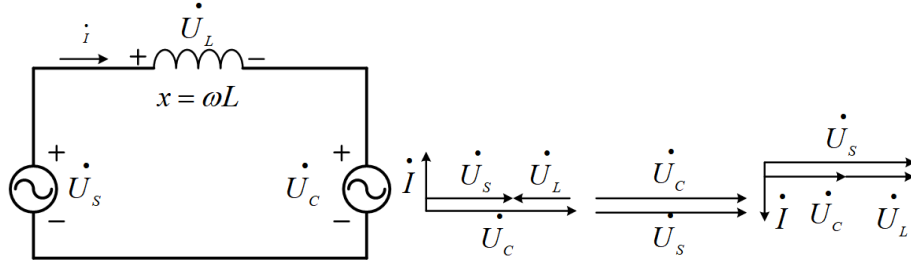 İ
+ U̇_L −
x = ωL
+ U̇_S −
+ U̇_C −
İ U̇_S U̇_L
U̇_C
U̇_C
U̇_S
U̇_S
İ U̇_C U̇_L